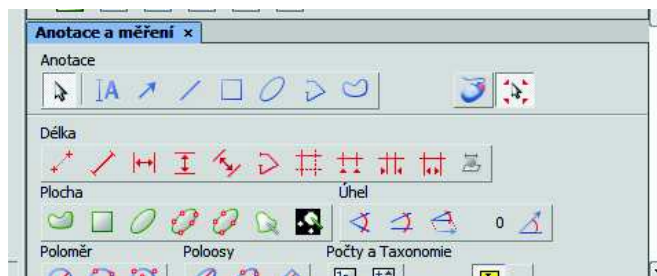 Anotace a měření ×
Anotace
A
Délka
Plocha Úhel
0
Poloměr Poloosy Počty a Taxonomie